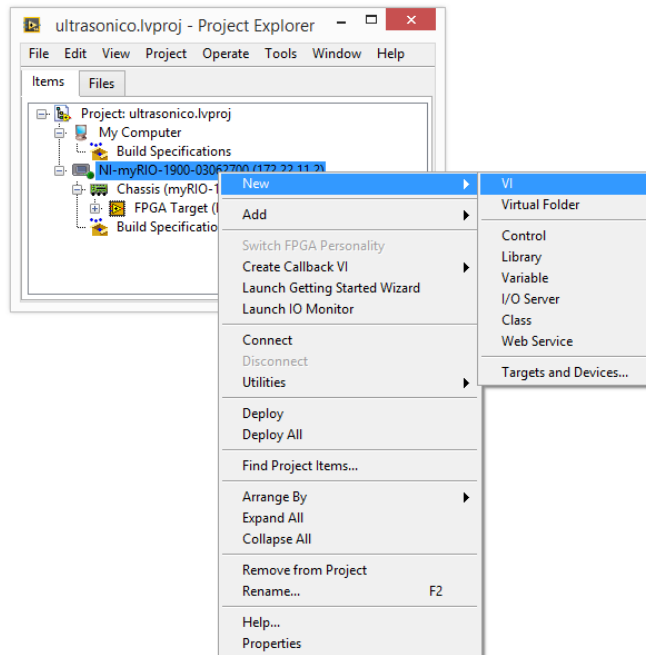 ultrasonico.lvproj - Project Explorer
File Edit View Project Operate Tools Window Help
Items Files
Project: ultrasonico.lvproj
My Computer
Build Specifications
NI-myRIO-1900-03062700 (172.22.11.2)
Chassis (myRIO-1
FPGA Target (
Build Specificatio
New
Add
Switch FPGA Personality
Create Callback VI
Launch Getting Started Wizard
Launch IO Monitor
Connect
Disconnect
Utilities
Deploy
Deploy All
Find Project Items...
Arrange By
Expand All
Collapse All
Remove from Project
Rename... F2
Help...
Properties
VI
Virtual Folder
Control
Library
Variable
I/O Server
Class
Web Service
Targets and Devices...